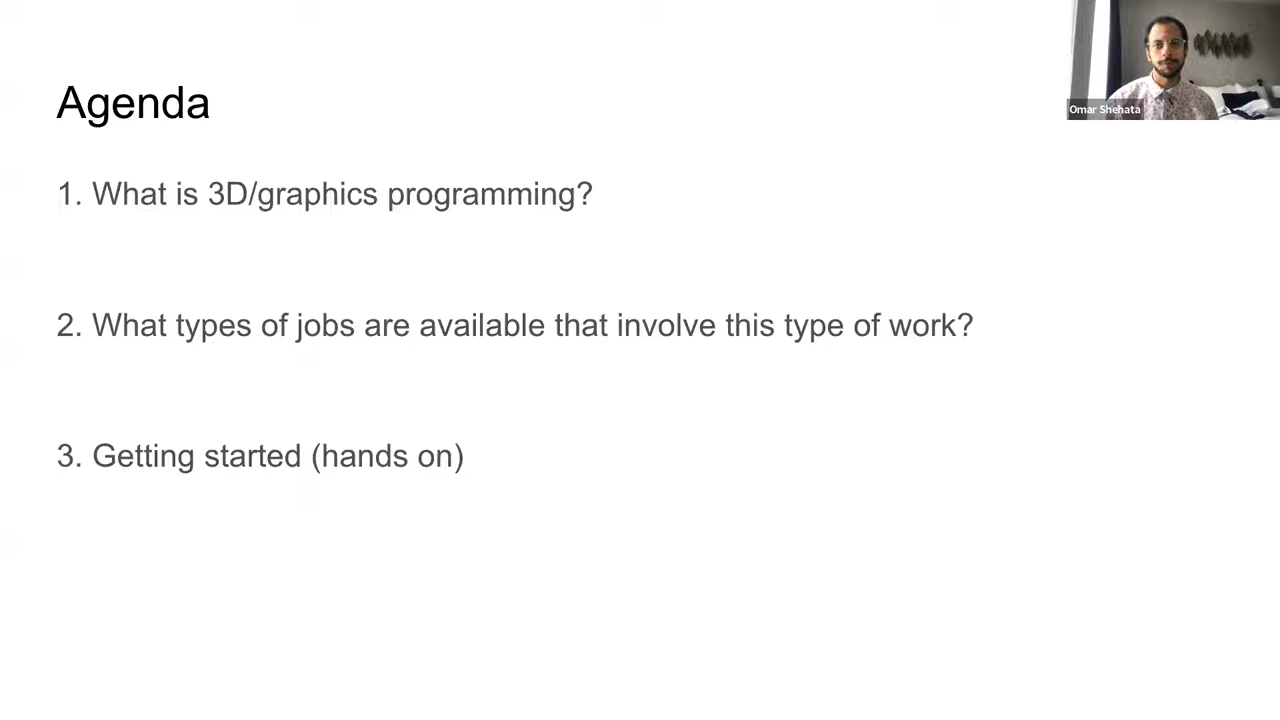 Agenda
Omar Shehata
1. What is 3D/graphics programming?
2. What types of jobs are available that involve this type of work?
3. Getting started (hands on)